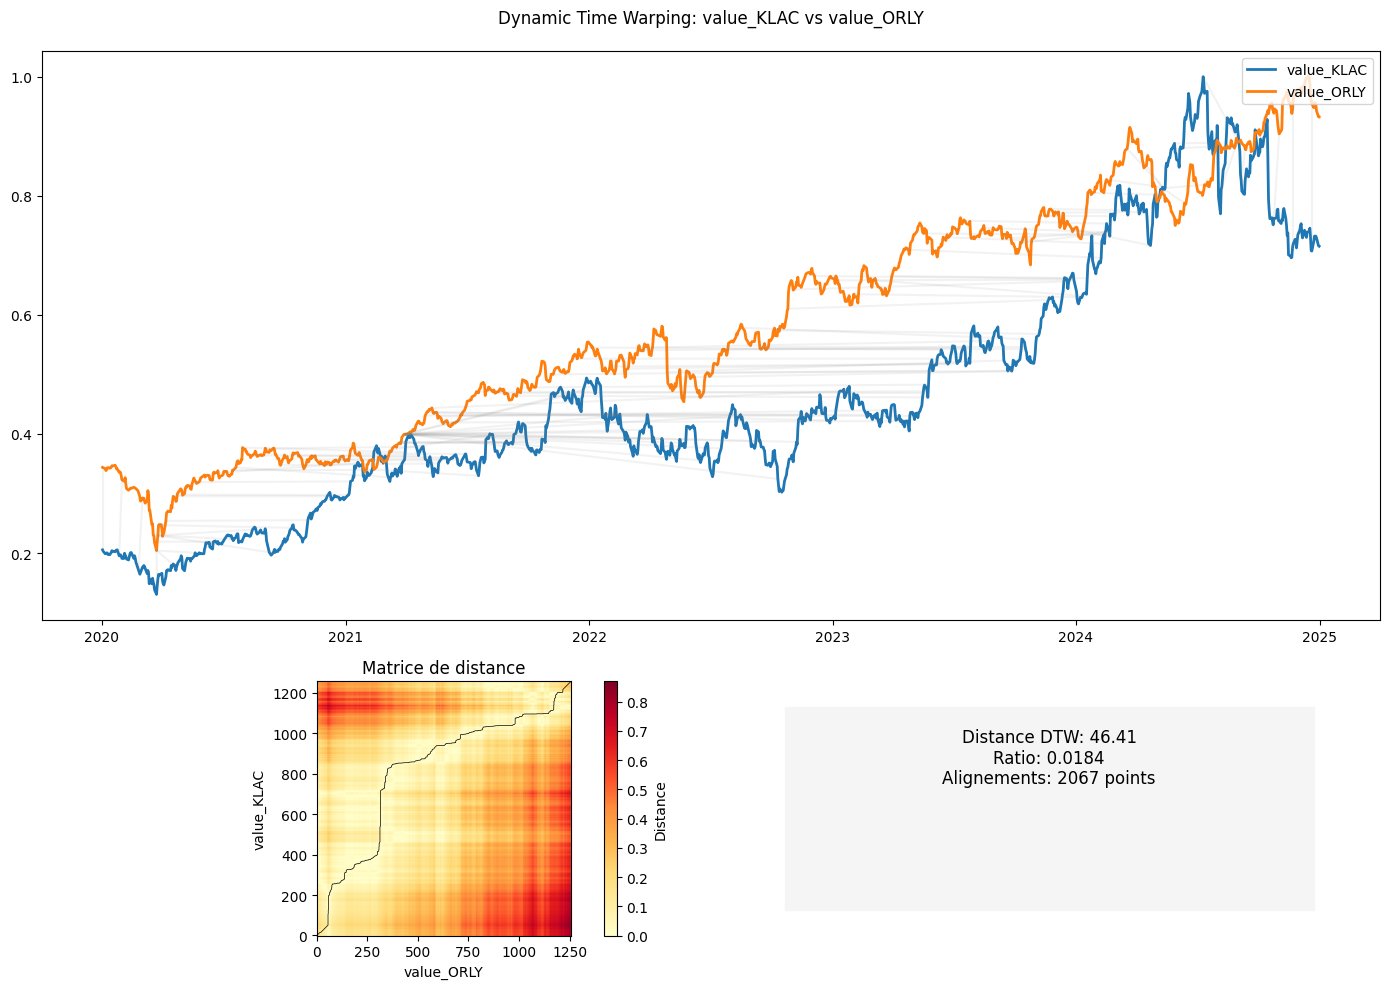 Dynamic Time Warping: value_KLAC vs value_ORLY
value_KLAC
value_ORLY
1.0
0.8
0.6
0.4
0.2
2020 2021 2022 2023 2024 2025
Matrice de distance
value_KLAC
1200
1000
800
600
400
200
0
0 250 500 750 1000 1250
value_ORLY
0.8
0.7
0.6
0.5
0.4
0.3
0.2
0.1
0.0
Distance
Distance DTW: 46.41
Ratio: 0.0184
Alignements: 2067 points